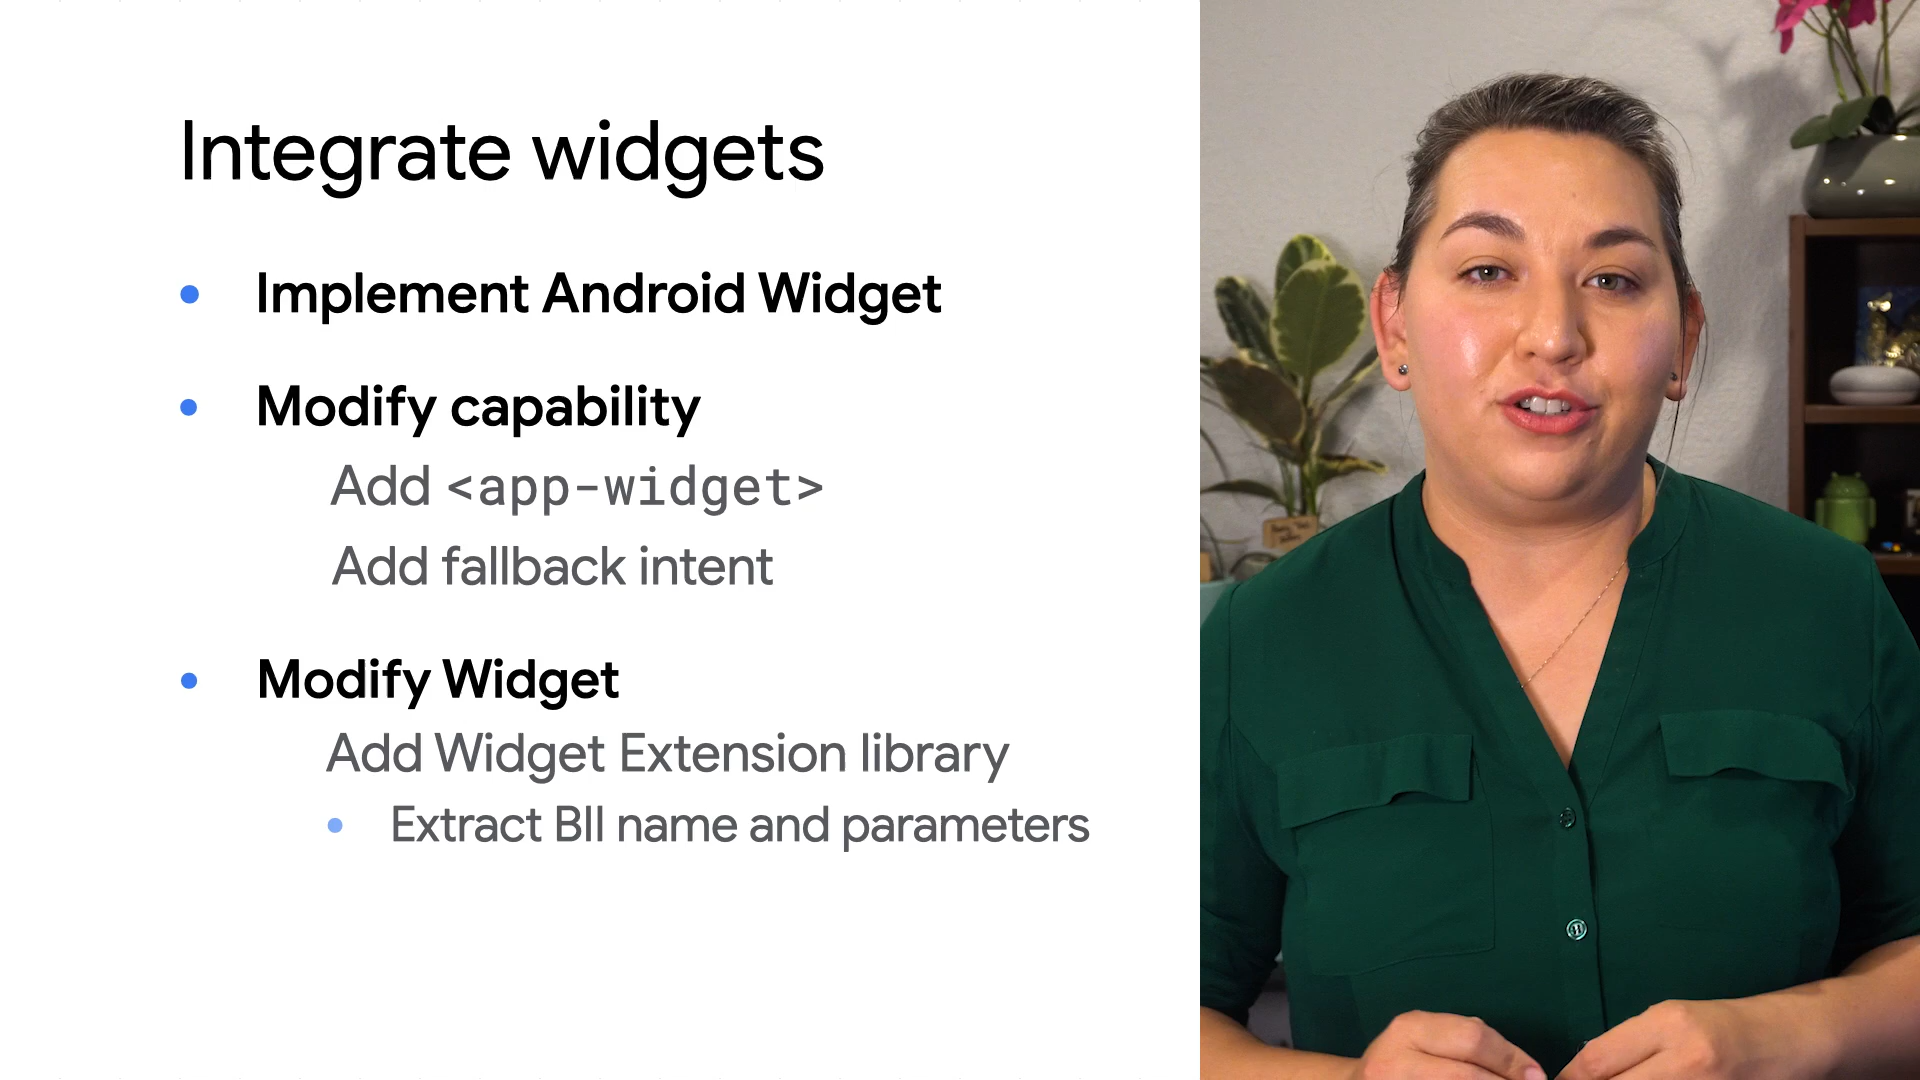 Integrate widgets
Implement Android Widget
Modify capability
Add <app-widget>
Add fallback intent
Modify Widget
Add Widget Extension library
Extract BII name and parameters